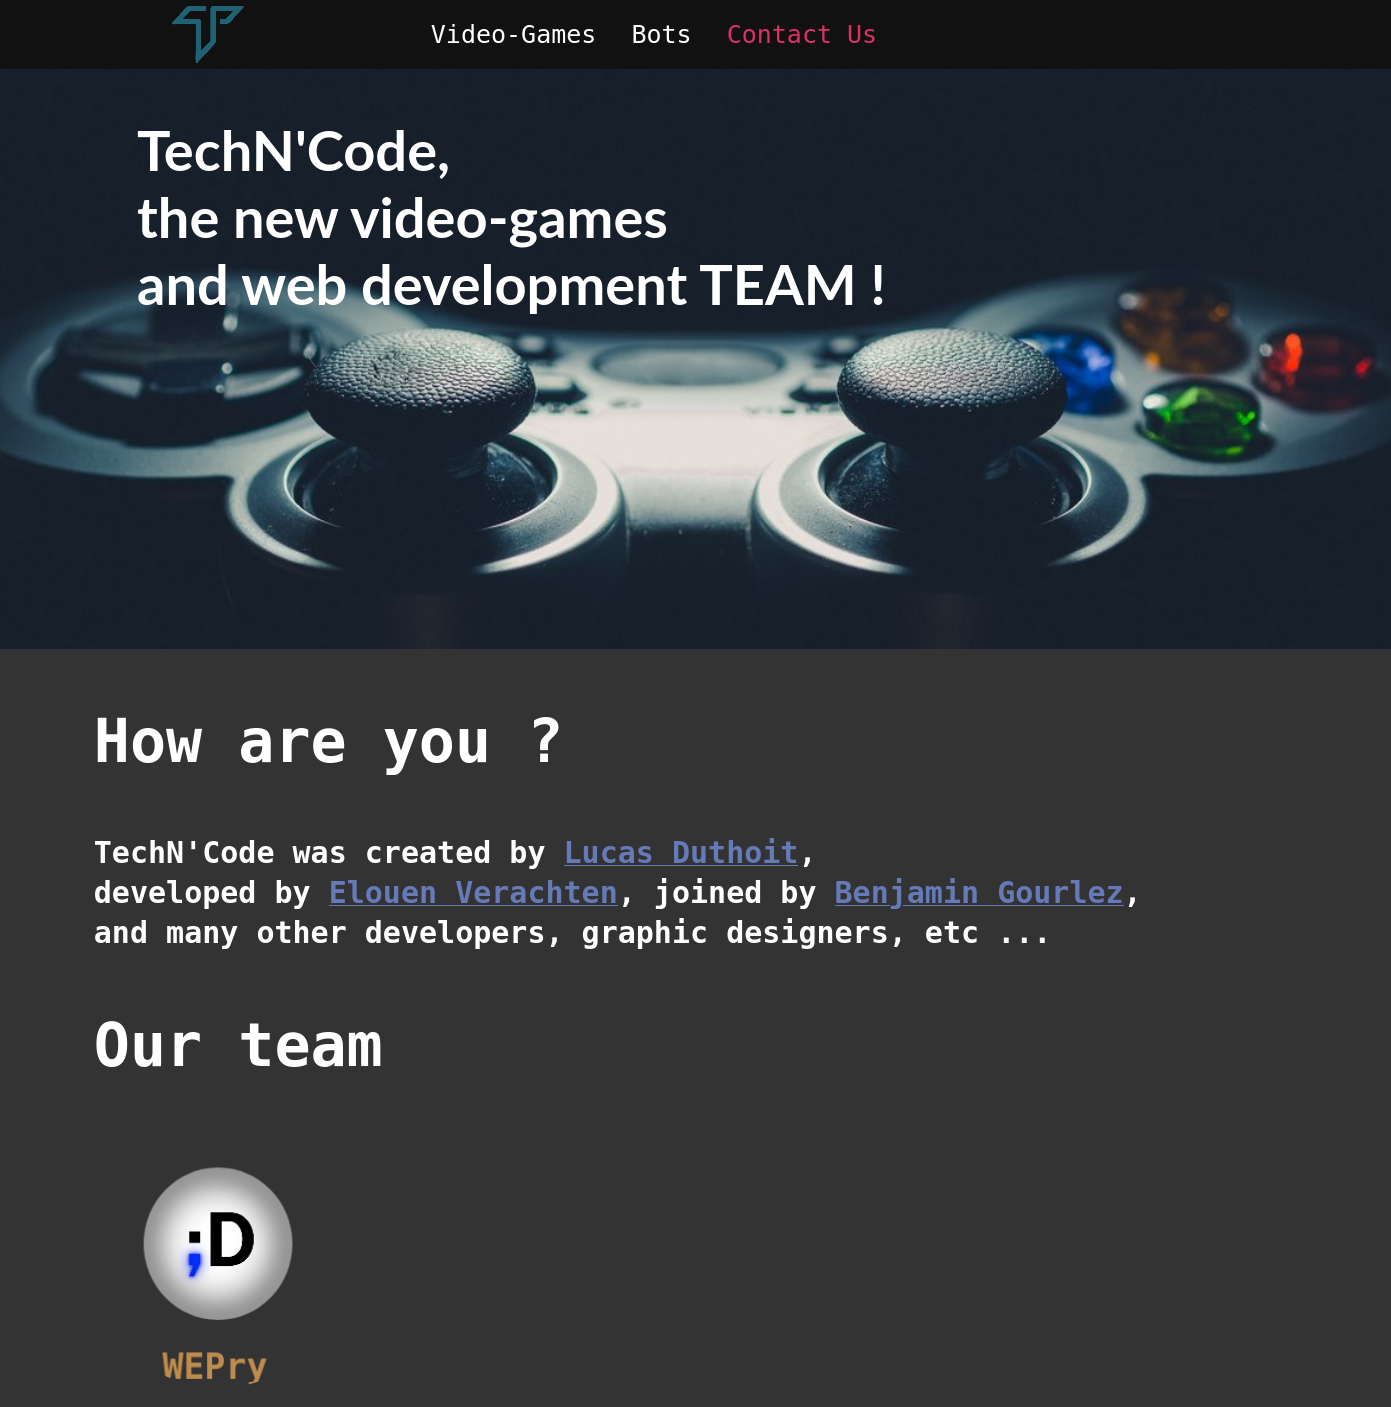 Video-Games Bots Contact Us
TechN'Code,
the new video-games
and web development TEAM !
How are you ?
TechN'Code was created by Lucas Duthoit,
developed by Elouen Verachten, joined by Benjamin Gourlez,
and many other developers, graphic designers, etc ...
Our team
;D
WEPry